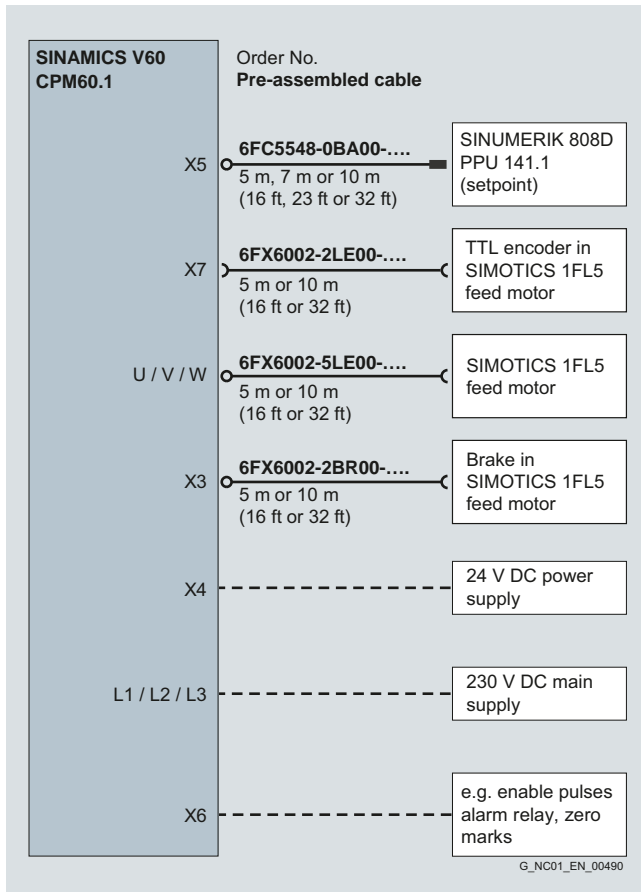 SINAMICS V60
CPM60.1
Order No.
Pre-assembled cable
X5
6FC5548-0BA00-....
5 m, 7 m or 10 m
(16 ft, 23 ft or 32 ft)
SINUMERIK 808D
PPU 141.1
(setpoint)
X7
6FX6002-2LE00-....
5 m or 10 m
(16 ft or 32 ft)
TTL encoder in
SIMOTICS 1FL5
feed motor
U / V / W
6FX6002-5LE00-....
5 m or 10 m
(16 ft or 32 ft)
SIMOTICS 1FL5
feed motor
X3
6FX6002-2BR00-....
5 m or 10 m
(16 ft or 32 ft)
Brake in
SIMOTICS 1FL5
feed motor
X4
24 V DC power
supply
L1 / L2 / L3
230 V DC main
supply
X6
e.g. enable pulses
alarm relay, zero
marks
G_NC01_EN_00490